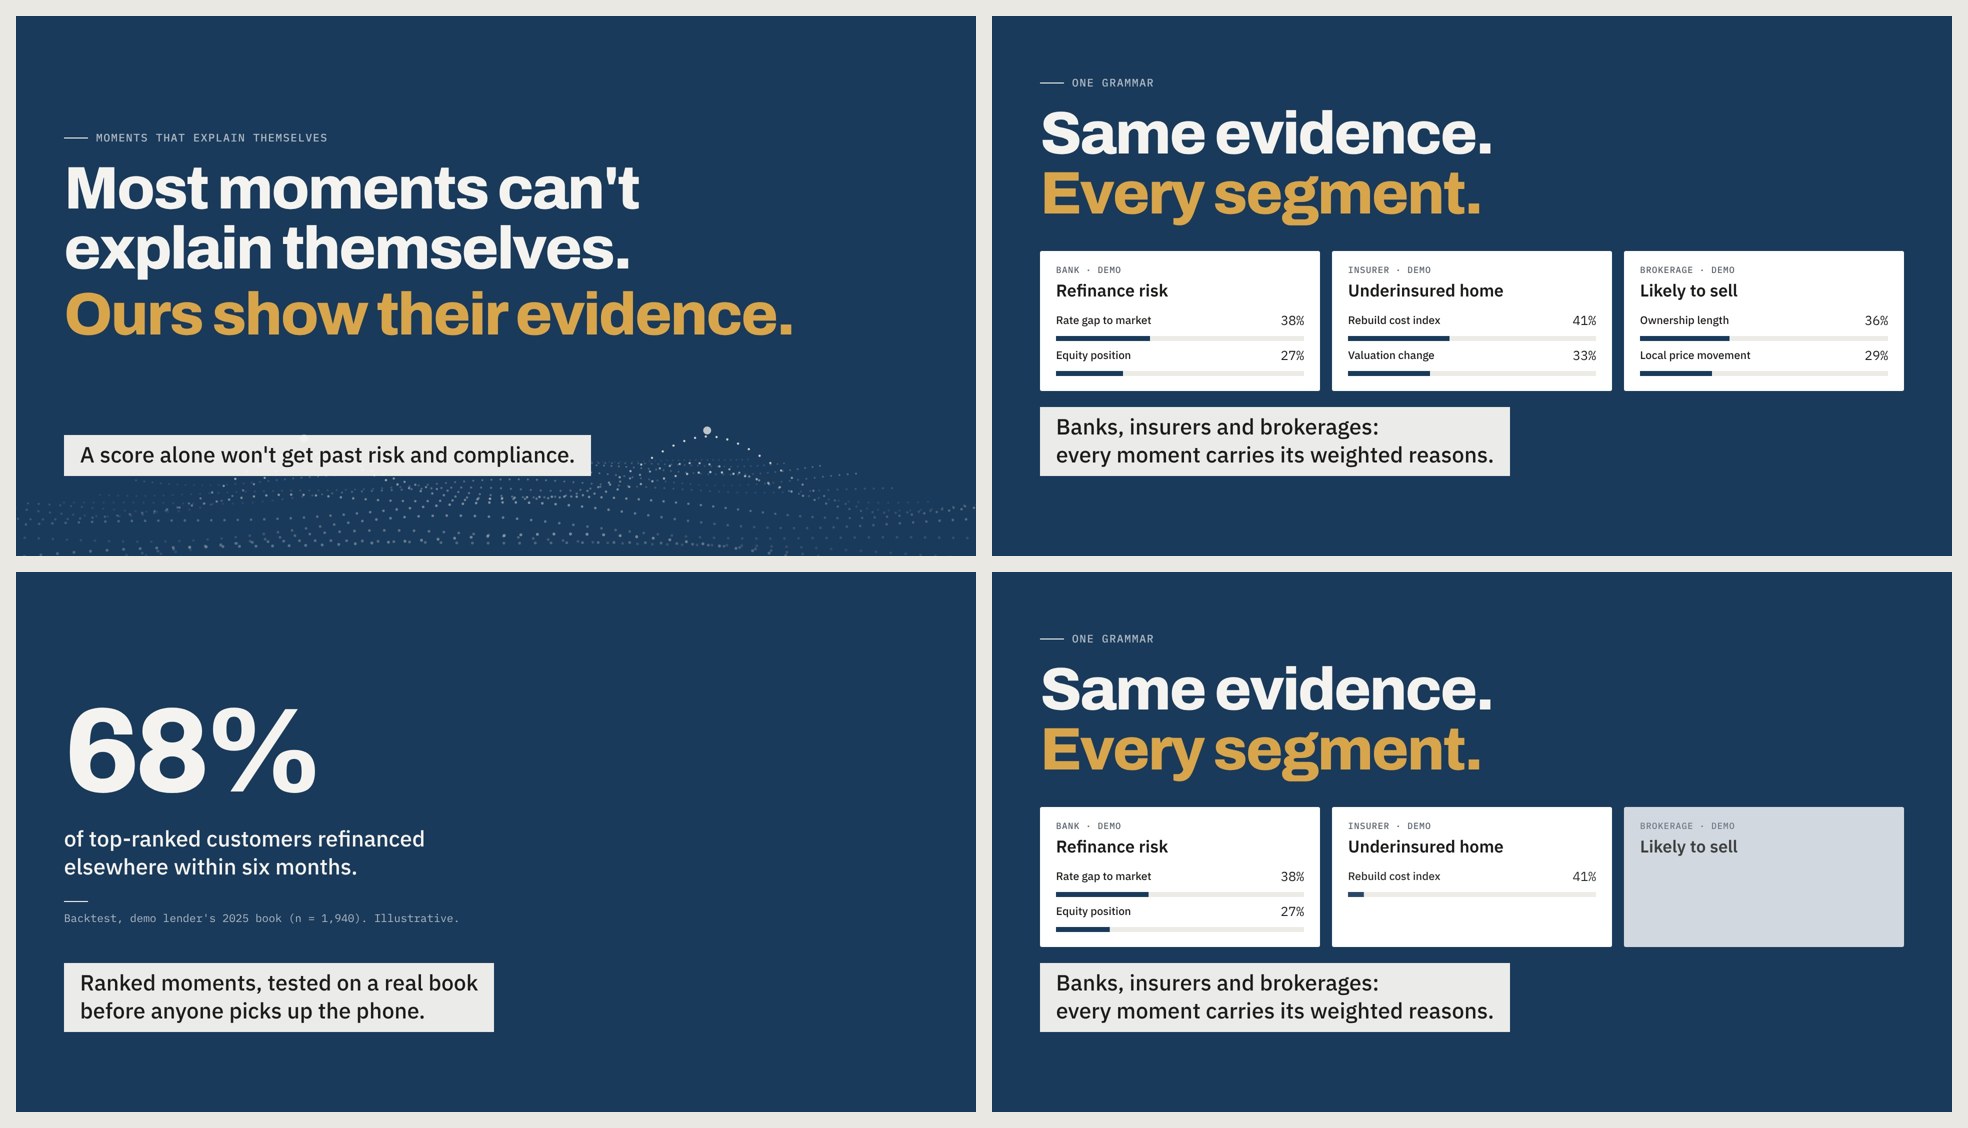 MOMENTS THAT EXPLAIN THEMSELVES
Most moments can't
explain themselves.
Ours show their evidence.
A score alone won't get past risk and compliance.
ONE GRAMMAR
Same evidence.
Every segment.
BANK · DEMO
Refinance risk
Rate gap to market 38%
Equity position 27%
INSURER · DEMO
Underinsured home
Rebuild cost index 41%
Valuation change 33%
BROKERAGE · DEMO
Likely to sell
Ownership length 36%
Local price movement 29%
Banks, insurers and brokerages:
every moment carries its weighted reasons.
68%
of top-ranked customers refinanced
elsewhere within six months.
Backtest, demo lender's 2025 book (n = 1,940). Illustrative.
Ranked moments, tested on a real book
before anyone picks up the phone.
ONE GRAMMAR
Same evidence.
Every segment.
BANK · DEMO
Refinance risk
Rate gap to market 38%
Equity position 27%
INSURER · DEMO
Underinsured home
Rebuild cost index 41%
BROKERAGE · DEMO
Likely to sell
Banks, insurers and brokerages:
every moment carries its weighted reasons.